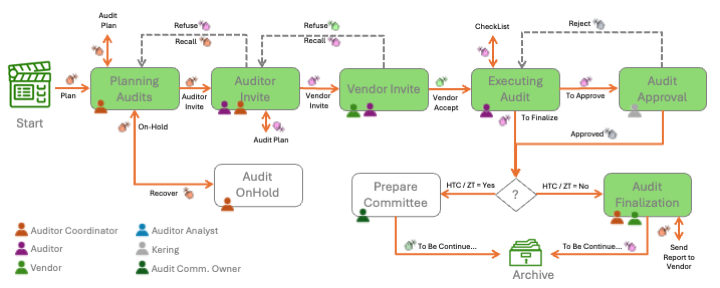 Audit
Plan
Refuse
Recall
Refuse
Recall
CheckList
Reject
Start
Plan
Planning
Audits
Auditor
Invite
Auditor
Invite
Vendor
Invite
Vendor Invite
Vendor
Accept
Executing
Audit
To Approve
Audit
Approval
On-Hold
Audit Plan
To Finalize
Approved
Recover
Audit
OnHold
Prepare
Committee
HTC / ZT = Yes
?
HTC / ZT = No
Audit
Finalization
To Be Continue...
To Be Continue...
Send
Report to
Vendor
Archive
Auditor Coordinator
Auditor
Vendor
Auditor Analyst
Kering
Audit Comm. Owner